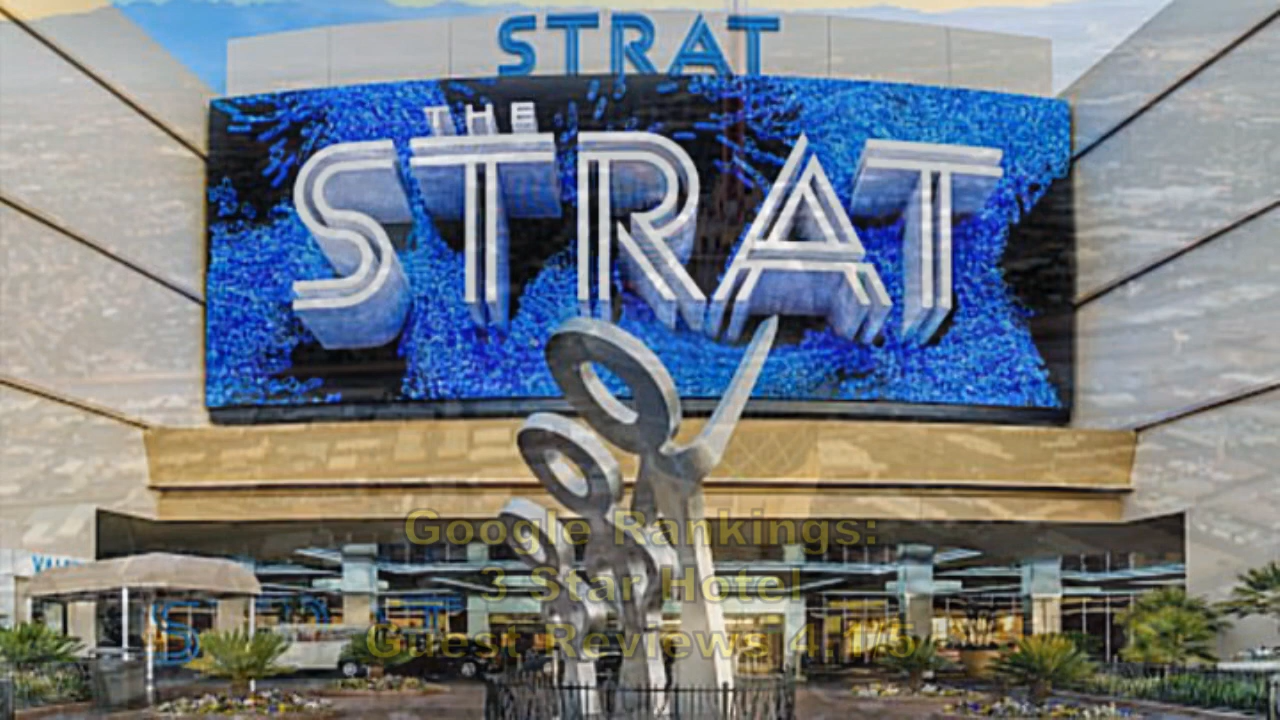 STRAT
THE
STRAT
Google Rankings:
3 Star Hotel
Guest Reviews 4.1/5